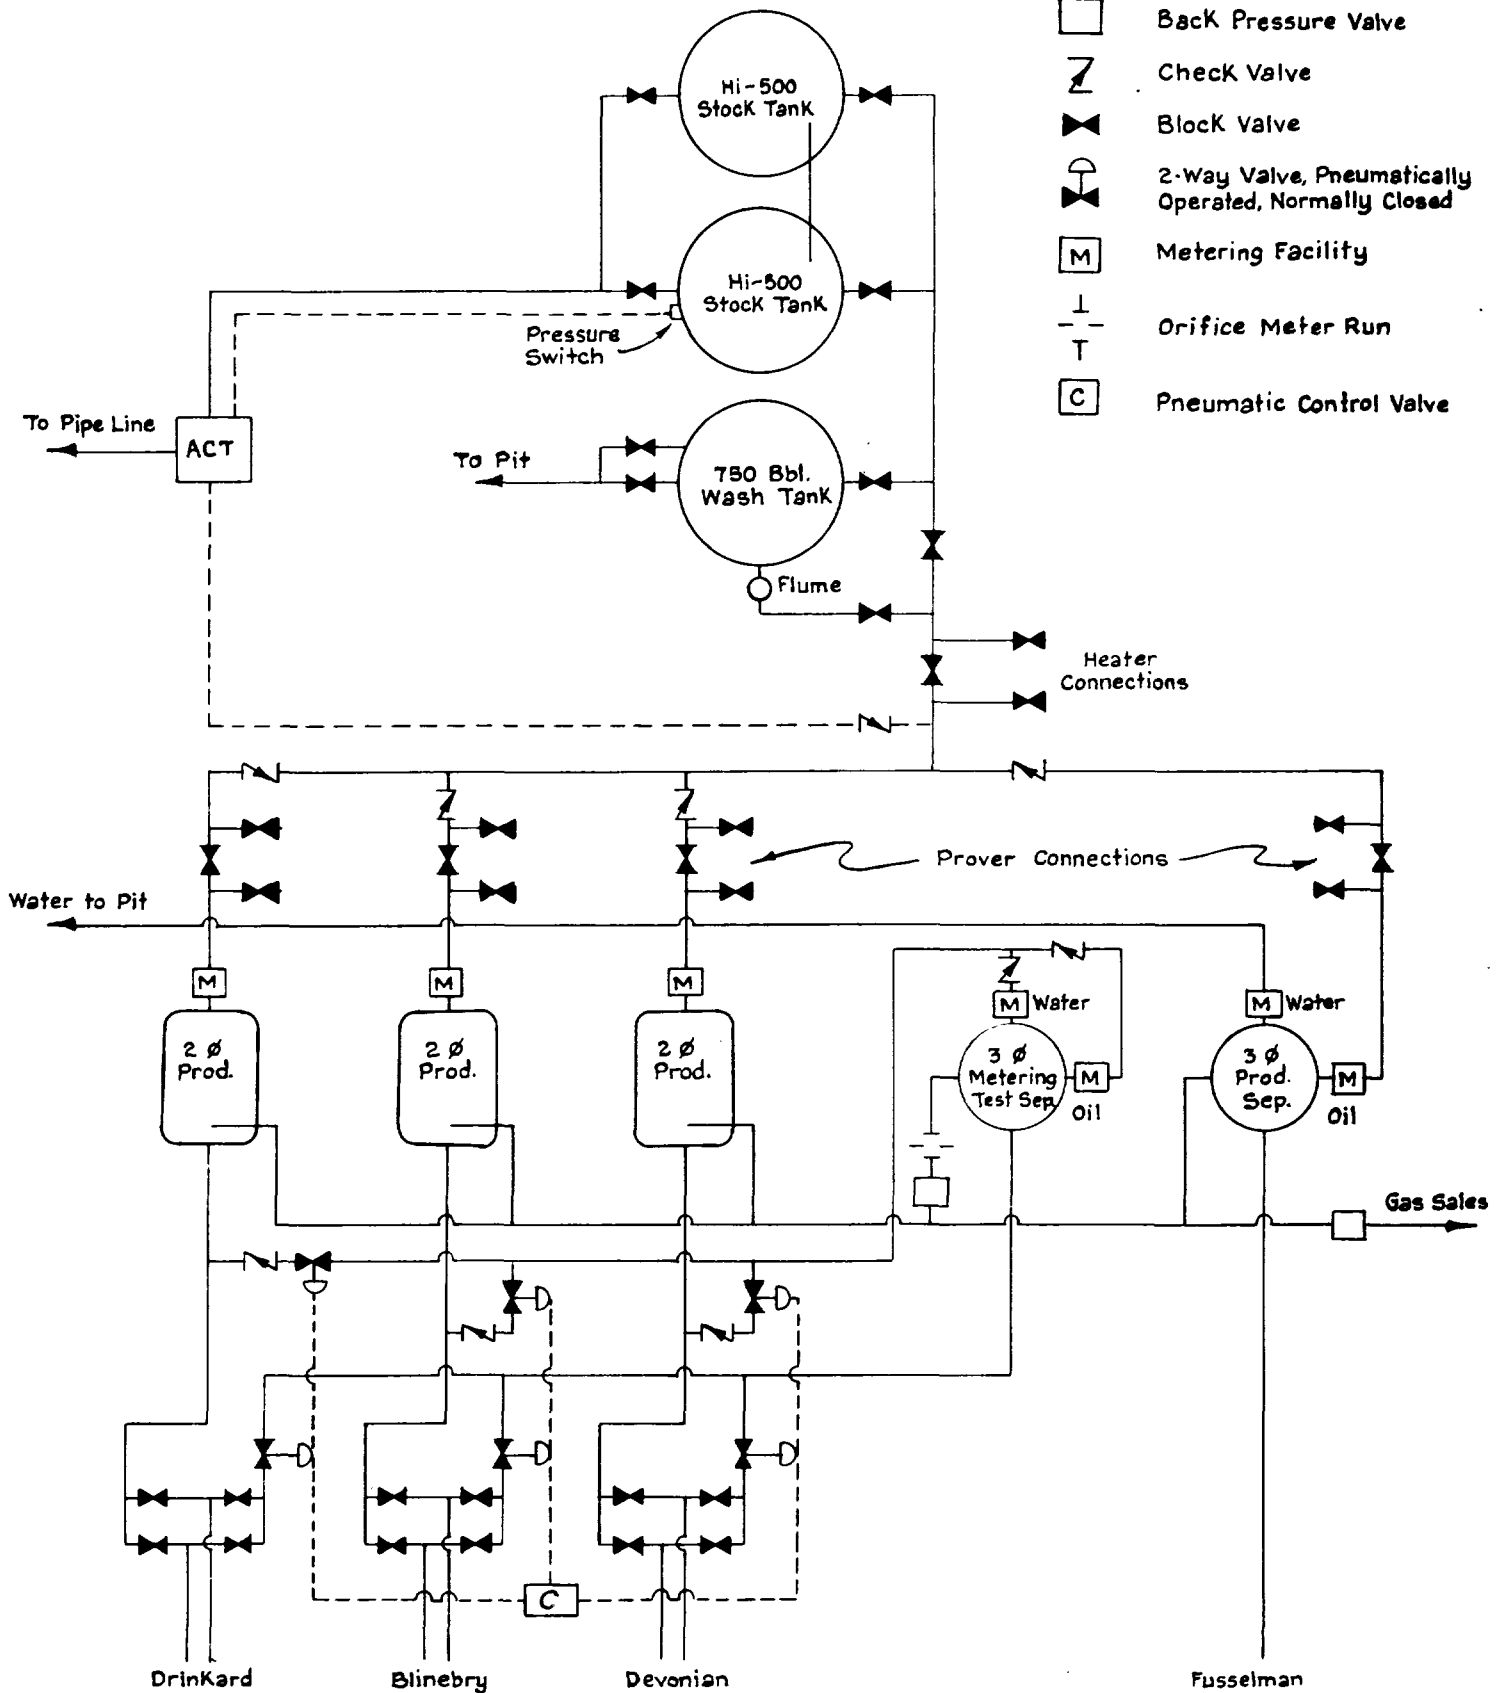 Back Pressure Valve
Check Valve
Block Valve
2-Way Valve, Pneumatically
Operated, Normally Closed
M
Metering Facility
Orifice Meter Run
C
Pneumatic Control Valve
Hi-500
Stock Tank
Hi-500
Stock Tank
Pressure
Switch
To Pipe Line
ACT
To Pit
750 Bbl.
Wash Tank
Flume
Heater
Connections
Prover Connections
Water to Pit
M
M
M
M
Water
M
Water
2 Ø
Prod.
2 Ø
Prod.
2 Ø
Prod.
3 Ø
Metering
Test Sep.
M
Oil
3 Ø
Prod.
Sep.
M
Oil
Gas Sales
C
Drinkard
Blinebry
Devonian
Fusselman